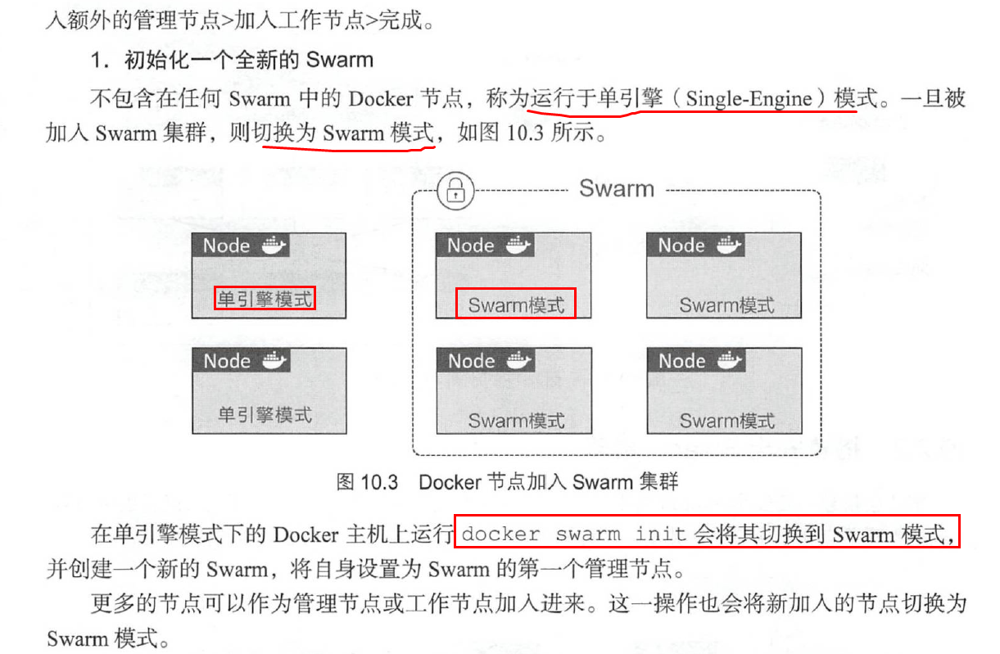 入额外的管理节点>加入工作节点>完成。
1．初始化一个全新的 Swarm
不包含在任何 Swarm 中的 Docker 节点，称为运行于单引擎（Single-Engine）模式。一旦被
加入 Swarm 集群，则切换为 Swarm 模式，如图 10.3 所示。
Swarm
Node Node Node
单引擎模式 Swarm模式 Swarm模式
Node Node Node
单引擎模式 Swarm模式 Swarm模式
图 10.3 Docker 节点加入 Swarm 集群
在单引擎模式下的 Docker 主机上运行 docker swarm init 会将其切换到 Swarm 模式，
并创建一个新的 Swarm，将自身设置为 Swarm 的第一个管理节点。
更多的节点可以作为管理节点或工作节点加入进来。这一操作也会将新加入的节点切换为
Swarm 模式。